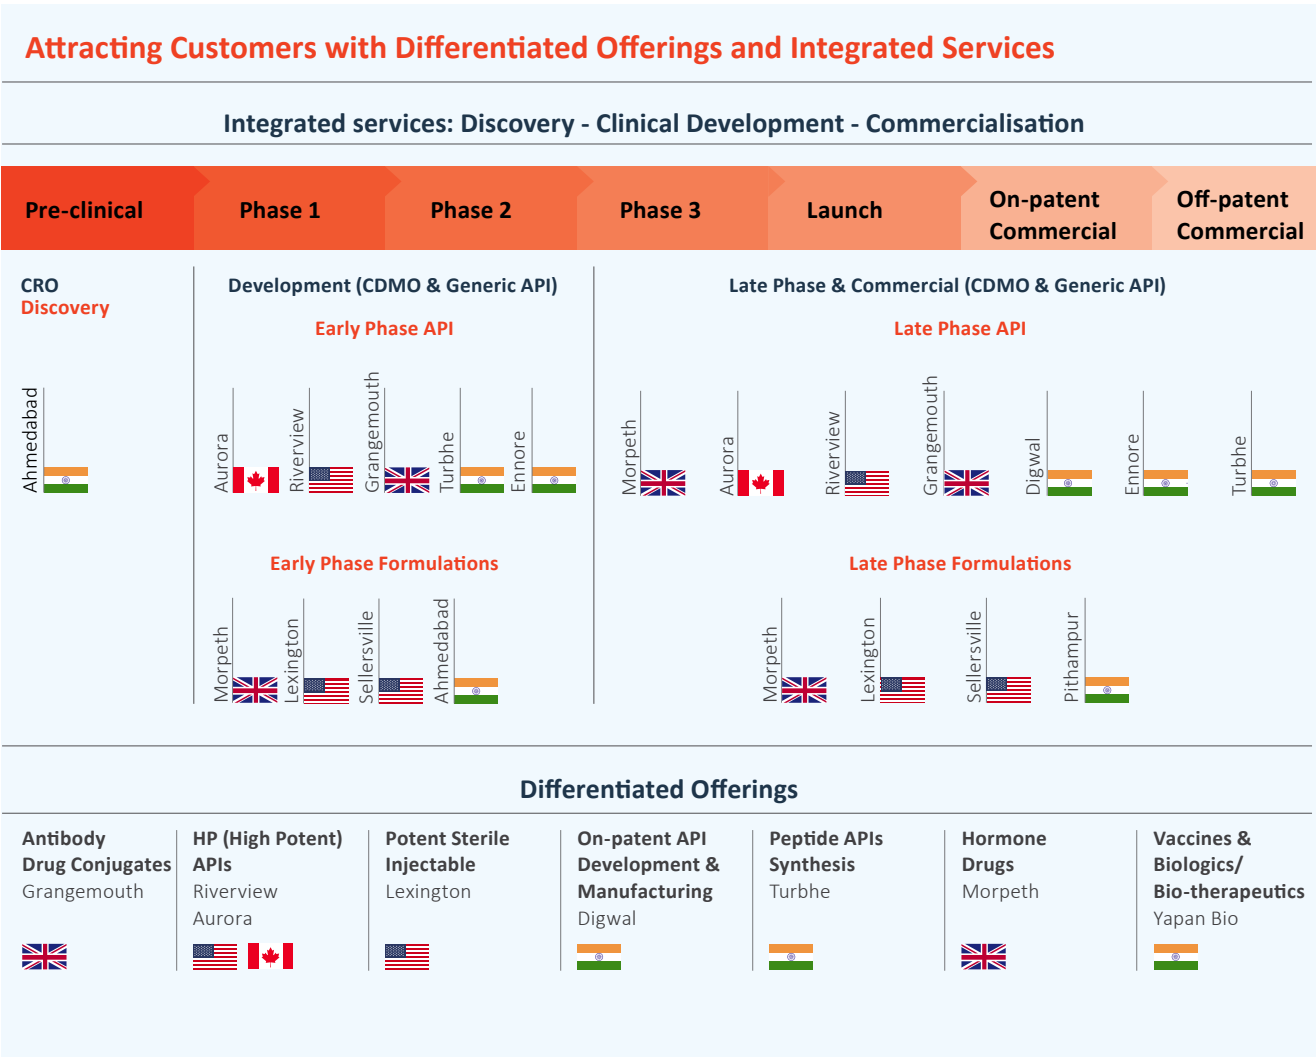 Attracting Customers with Differentiated Offerings and Integrated Services
Integrated services: Discovery - Clinical Development - Commercialisation
Pre-clinical
Phase 1
Phase 2
Phase 3
Launch
On-patent
Commercial
Off-patent
Commercial
CRO
Discovery
Ahmedabad
Development (CDMO & Generic API)
Early Phase API
Aurora
Riverview
Grangemouth
Turbhe
Ennore
Early Phase Formulations
Morpeth
Lexington
Sellersville
Ahmedabad
Late Phase & Commercial (CDMO & Generic API)
Late Phase API
Morpeth
Aurora
Riverview
Grangemouth
Digwal
Ennore
Turbhe
Late Phase Formulations
Morpeth
Lexington
Sellersville
Pithampur
Differentiated Offerings
Antibody
Drug Conjugates
Grangemouth
HP (High Potent)
APIs
Riverview
Aurora
Potent Sterile
Injectable
Lexington
On-patent API
Development &
Manufacturing
Digwal
Peptide APIs
Synthesis
Turbhe
Hormone
Drugs
Morpeth
Vaccines &
Biologics/
Bio-therapeutics
Yapan Bio